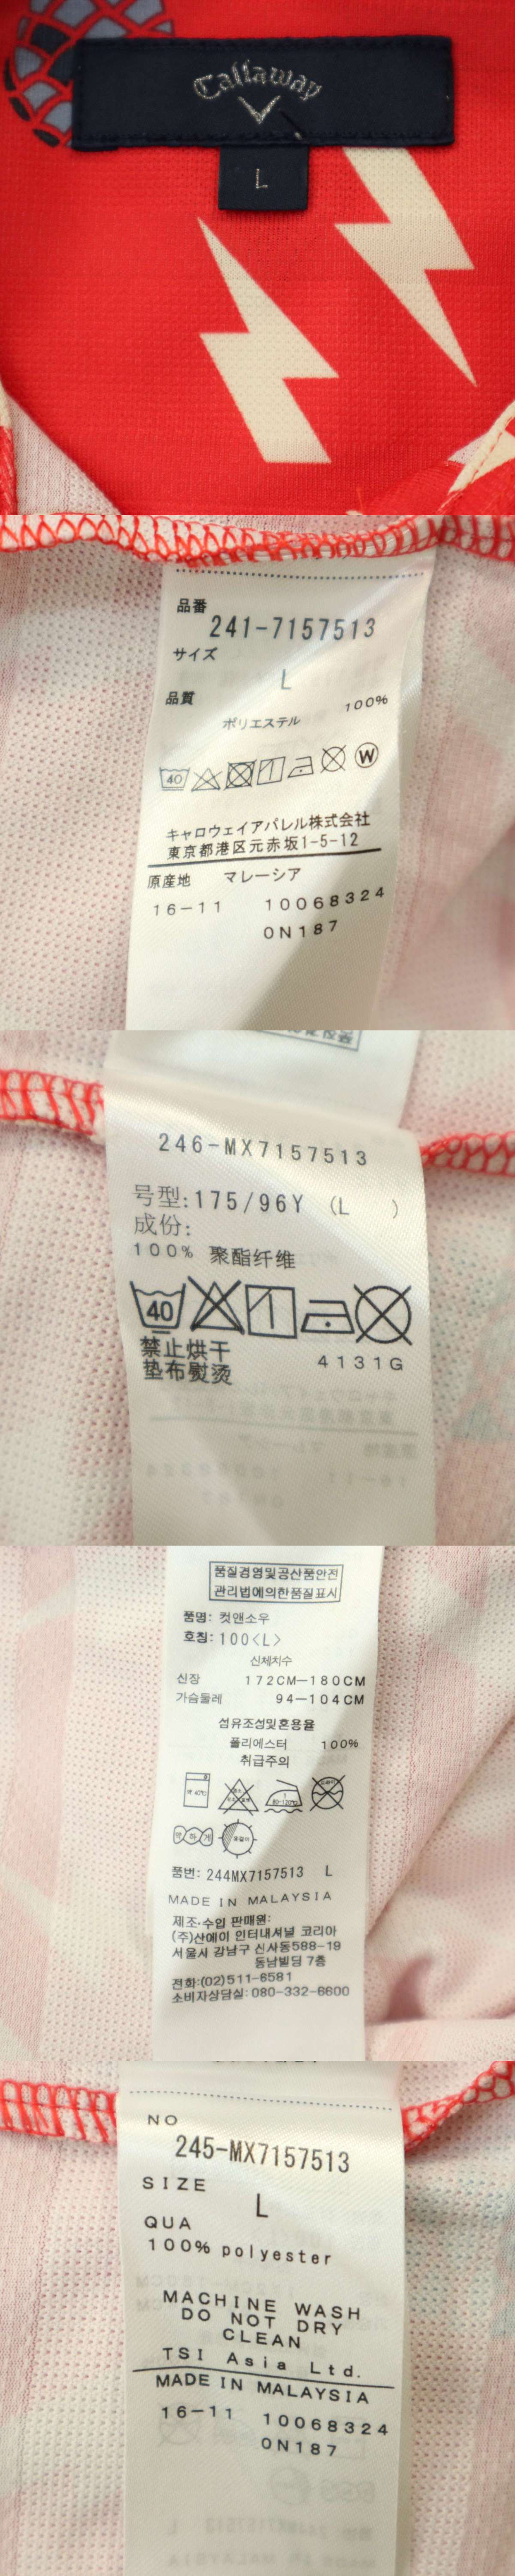 Callaway
L
品番
241-7157513
サイズ
L
品質
100%
ポリエステル
40
W
キャロウェイアパレル株式会社
東京都港区元赤坂1-5-12
原産地 マレーシア
16-11 10068324
0N187
246-MX7157513
号型:175/96Y (L )
成份:
100% 聚酯纤维
40
禁止烘干
垫布熨烫
4131G
품질경영및공산품안전
관리법에의한품질표시
품명: 컷앤소우
호칭: 100<L>
신체치수
신장 172CM-180CM
가슴둘레 94-104CM
섬유조성및혼용율
폴리에스터 100%
취급주의
약 40℃
80-120℃
약하게
품번: 244MX7157513 L
MADE IN MALAYSIA
제조·수입 판매원:
(주)산에이 인터내셔널 코리아
서울시 강남구 신사동588-19
동남빌딩 7층
전화:(02)511-6581
소비자상담실: 080-332-6600
NO
245-MX7157513
SIZE
L
QUA
100% polyester
MACHINE WASH
DO NOT DRY
CLEAN
TSI Asia Ltd.
MADE IN MALAYSIA
16-11 10068324
0N187